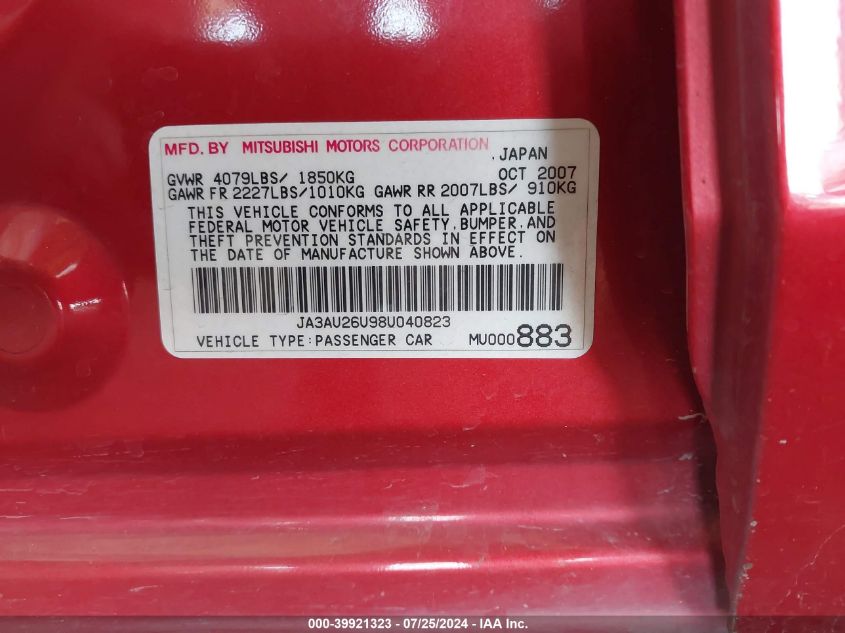 MFD. BY MITSUBISHI MOTORS CORPORATION , JAPAN
GVWR 4079LBS/ 1850KG OCT 2007
GAWR FR 2227LBS/1010KG GAWR RR 2007LBS/ 910KG
THIS VEHICLE CONFORMS TO ALL APPLICABLE
FEDERAL MOTOR VEHICLE SAFETY, BUMPER, AND
THEFT PREVENTION STANDARDS IN EFFECT ON
THE DATE OF MANUFACTURE SHOWN ABOVE.
JA3AU26U98U040823
VEHICLE TYPE:PASSENGER CAR MU000883
000-39921323 - 07/25/2024 - IAA Inc.